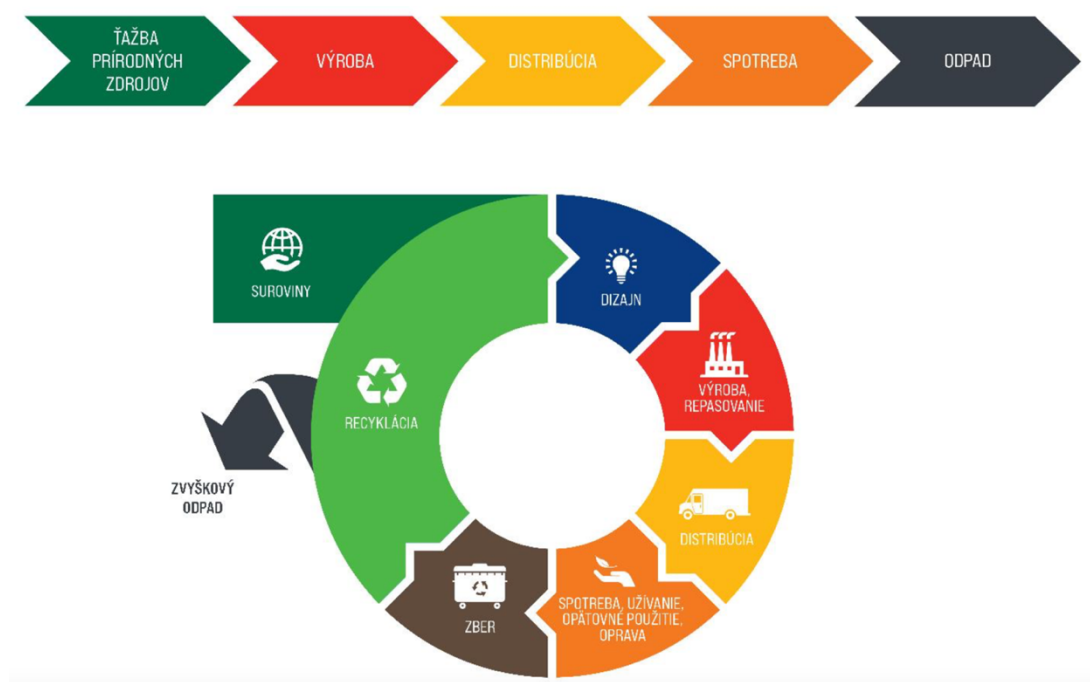 ŤAŽBA
PRÍRODNÝCH
ZDROJOV
VÝROBA
DISTRIBÚCIA
SPOTREBA
ODPAD
SUROVINY
DIZAJN
VÝROBA,
REPASOVANIE
DISTRIBÚCIA
SPOTREBA, UŽÍVANIE,
OPÄTOVNÉ POUŽITIE,
OPRAVA
ZBER
RECYKLÁCIA
ZVYŠKOVÝ
ODPAD